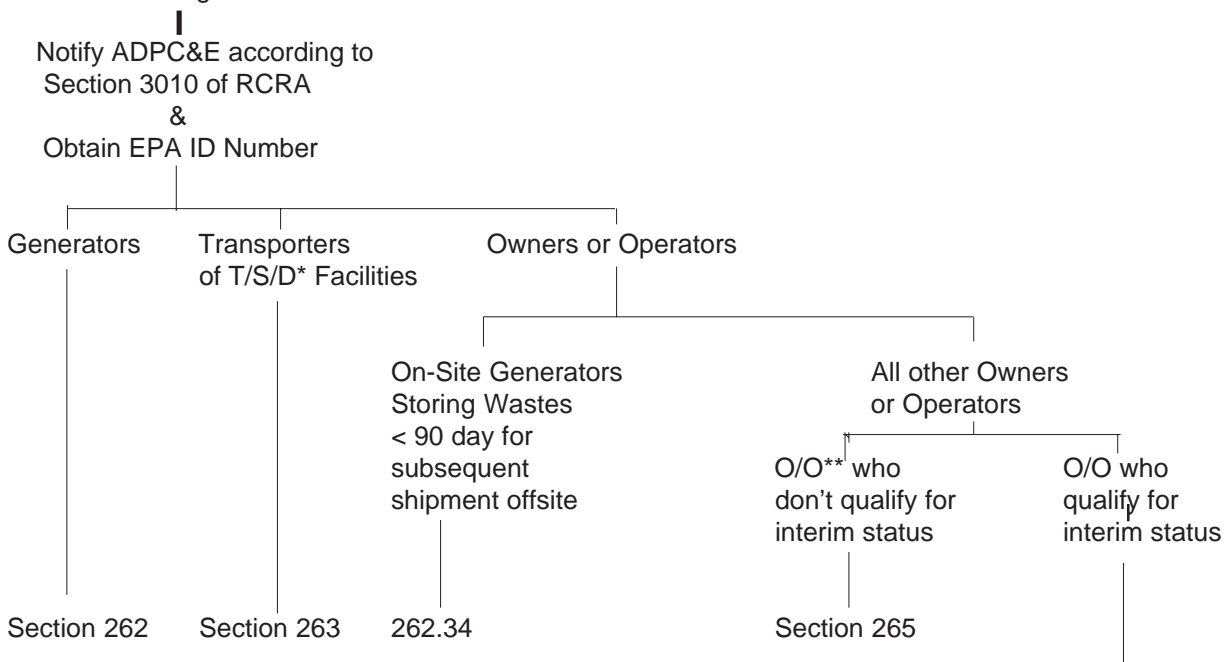 Notify ADPC&E according to
Section 3010 of RCRA
&
Obtain EPA ID Number
Generators
Transporters
of T/S/D* Facilities
Owners or Operators
On-Site Generators
Storing Wastes
< 90 day for
subsequent
shipment offsite
All other Owners
or Operators
O/O** who
don't qualify for
interim status
O/O who
qualify for
interim status
Section 262
Section 263
262.34
Section 265